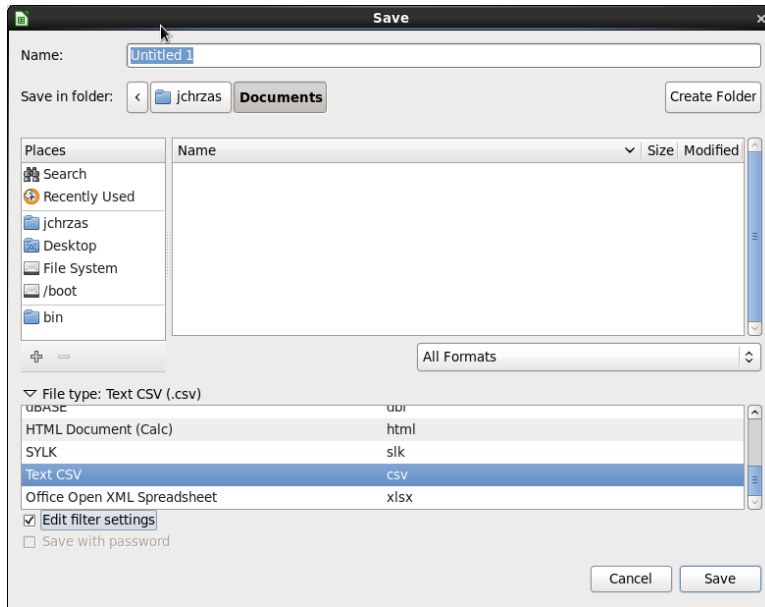 Save
Name: Untitled 1
Save in folder: jchrzas Documents Create Folder
Places Name Size Modified
Search
Recently Used
jchrzas
Desktop
File System
/boot
bin
All Formats
File type: Text CSV (.csv)
dBASE dbf
HTML Document (Calc) html
SYLK slk
Text CSV csv
Office Open XML Spreadsheet xlsx
Edit filter settings
Save with password
Cancel Save